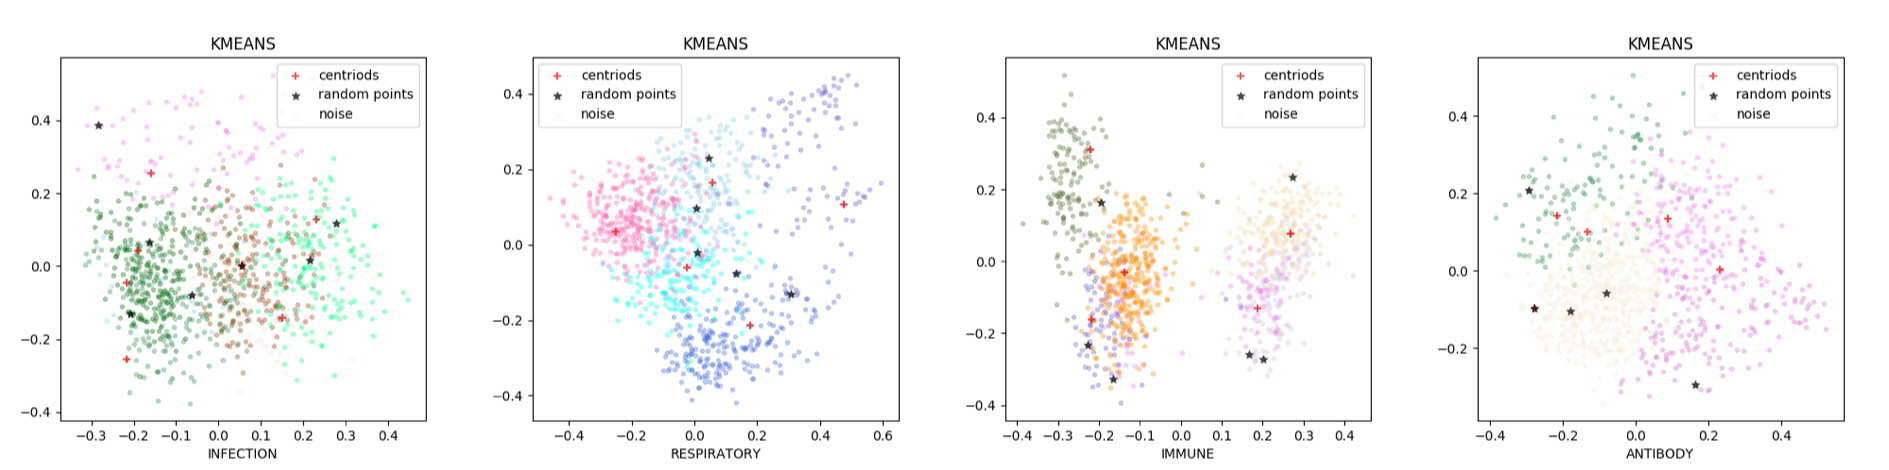 KMEANS
centriods
random points
noise
0.4
0.2
0.0
−0.2
−0.4
−0.3 −0.2 −0.1 0.0 0.1 0.2 0.3 0.4
INFECTION
KMEANS
centriods
random points
noise
0.4
0.2
0.0
−0.2
−0.4
−0.4 −0.2 0.0 0.2 0.4 0.6
RESPIRATORY
KMEANS
centriods
random points
noise
0.4
0.2
0.0
−0.2
−0.4
−0.4 −0.3 −0.2 −0.1 0.0 0.1 0.2 0.3 0.4
IMMUNE
KMEANS
centriods
random points
noise
0.4
0.2
0.0
−0.2
−0.4 −0.2 0.0 0.2 0.4
ANTIBODY